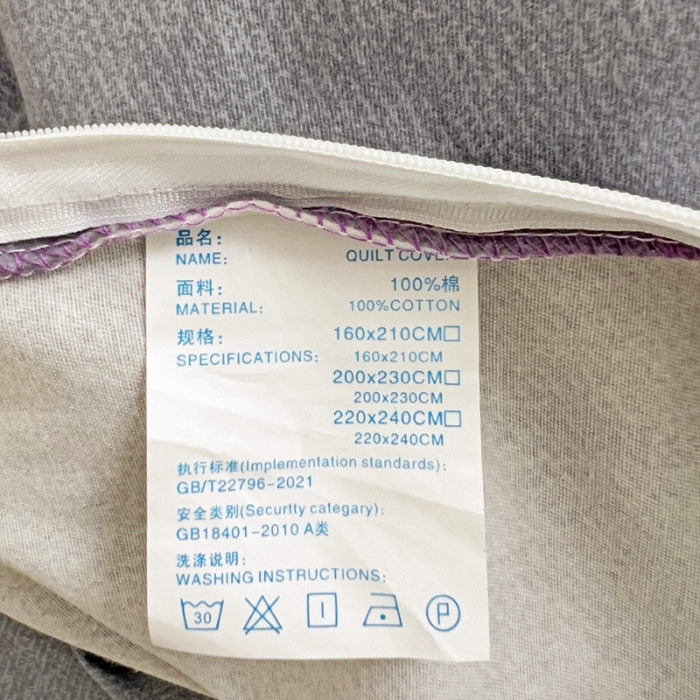 品名:
NAME: QUILT COVE
面料: 100%棉
MATERIAL: 100%COTTON
规格: 160x210CM□
SPECIFICATIONS: 160x210CM
200x230CM□
200x230CM
220x240CM□
220x240CM
执行标准(Implementation standards):
GB/T22796-2021
安全类别(Securtty categary):
GB18401-2010 A类
洗涤说明:
WASHING INSTRUCTIONS:
30 P